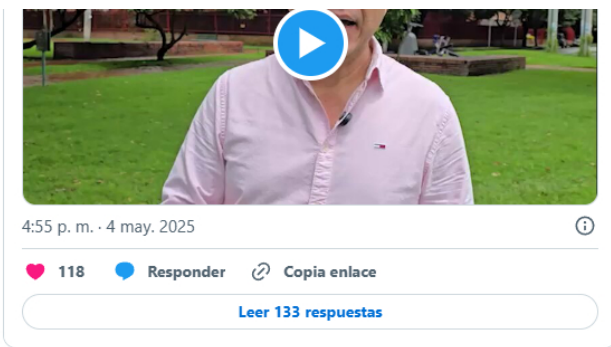 4:55 p. m. · 4 may. 2025
118 Responder Copia enlace
Leer 133 respuestas